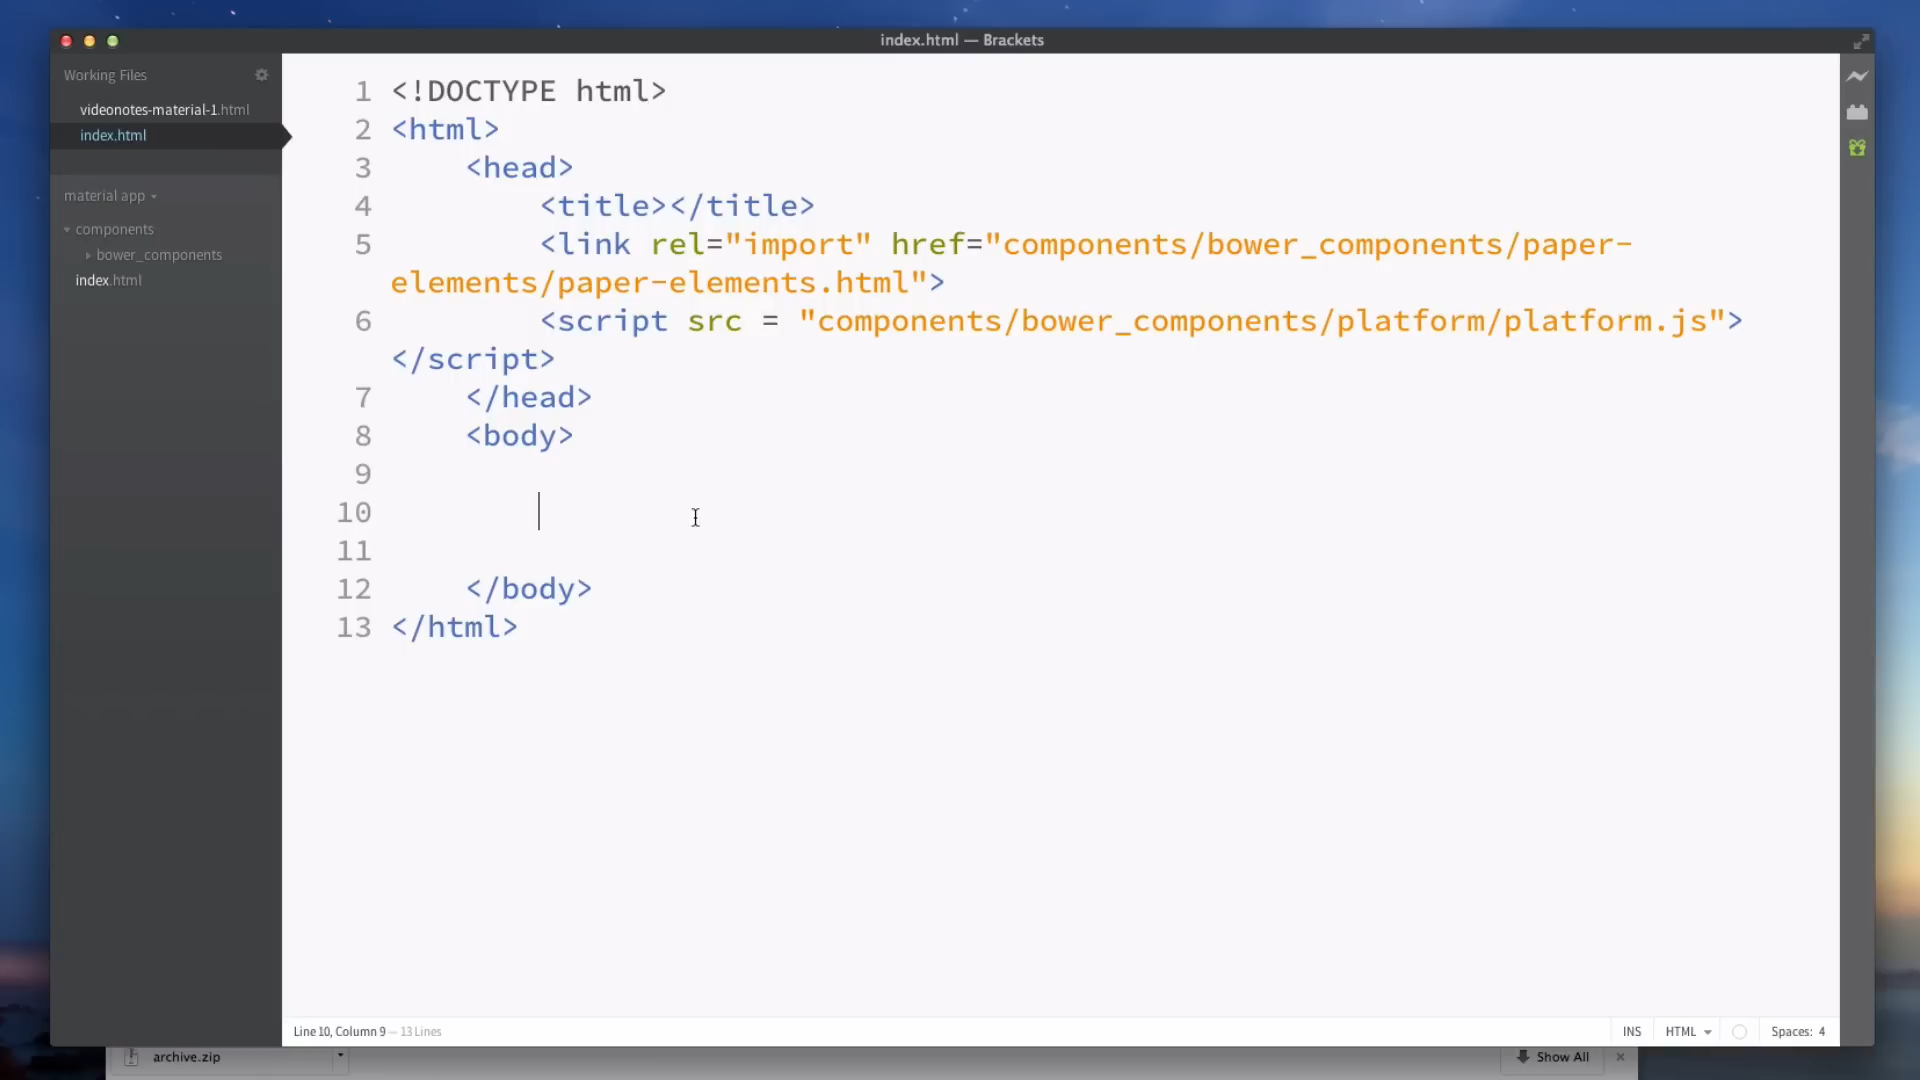 index.html — Brackets
Working Files
videonotes-material-1.html
index.html
material app
components
bower_components
index.html
1 <!DOCTYPE html>
2 <html>
3 <head>
4 <title></title>
5 <link rel="import" href="components/bower_components/paper-
elements/paper-elements.html">
6 <script src = "components/bower_components/platform/platform.js">
</script>
7 </head>
8 <body>
9
10
11
12 </body>
13 </html>
Line 10, Column 9 — 13 Lines
INS HTML Spaces: 4
archive.zip
Show All